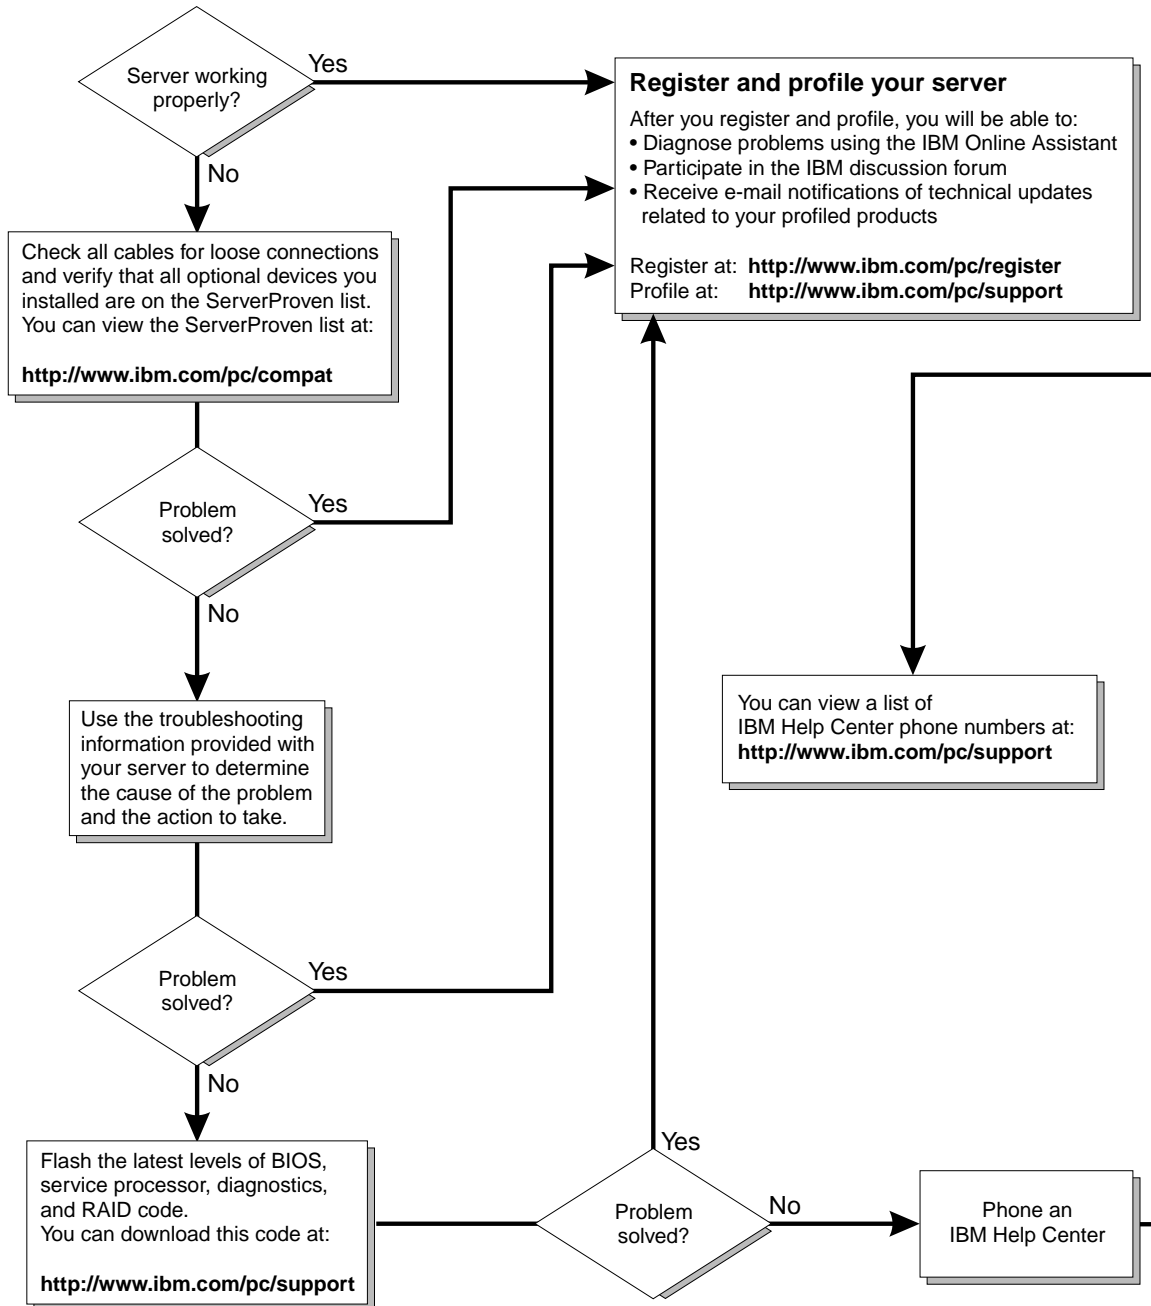 Server working
properly?
Yes
No
Register and profile your server
After you register and profile, you will be able to:
• Diagnose problems using the IBM Online Assistant
• Participate in the IBM discussion forum
• Receive e-mail notifications of technical updates
related to your profiled products
Register at: http://www.ibm.com/pc/register
Profile at: http://www.ibm.com/pc/support
Check all cables for loose connections
and verify that all optional devices you
installed are on the ServerProven list.
You can view the ServerProven list at:
http://www.ibm.com/pc/compat
Problem
solved?
Yes
No
Use the troubleshooting
information provided with
your server to determine
the cause of the problem
and the action to take.
You can view a list of
IBM Help Center phone numbers at:
http://www.ibm.com/pc/support
Problem
solved?
Yes
No
Flash the latest levels of BIOS,
service processor, diagnostics,
and RAID code.
You can download this code at:
http://www.ibm.com/pc/support
Problem
solved?
Yes
No
Phone an
IBM Help Center